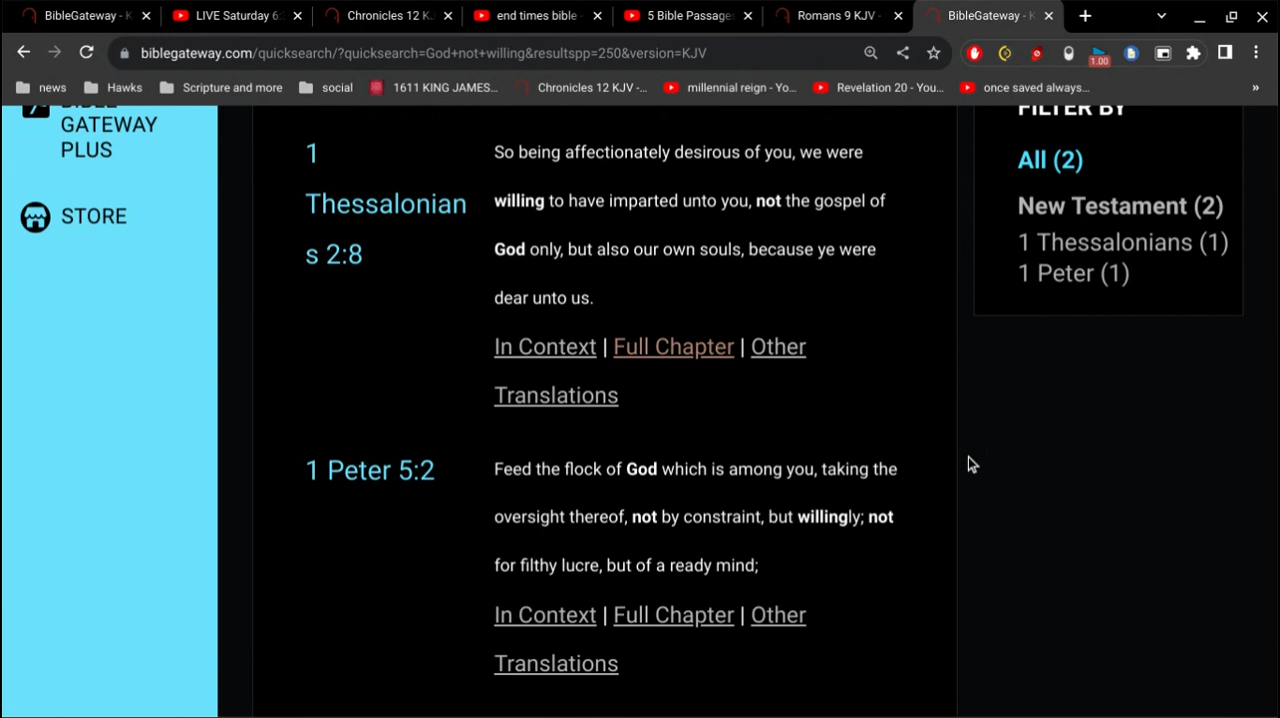 BibleGateway - K
LIVE Saturday 6:
Chronicles 12 KJ
end times bible -
5 Bible Passages
Romans 9 KJV -
BibleGateway - K
biblegateway.com/quicksearch/?quicksearch=God+not+willing&resultspp=250&version=KJV
1.00
news
Hawks
Scripture and more
social
1611 KING JAMES...
Chronicles 12 KJV -...
millennial reign - Yo...
Revelation 20 - You...
once saved always...
»
BIBLE
GATEWAY
PLUS
STORE
1
Thessalonian
s 2:8
So being affectionately desirous of you, we were
willing to have imparted unto you, not the gospel of
God only, but also our own souls, because ye were
dear unto us.
In Context | Full Chapter | Other
Translations
1 Peter 5:2
Feed the flock of God which is among you, taking the
oversight thereof, not by constraint, but willingly; not
for filthy lucre, but of a ready mind;
In Context | Full Chapter | Other
Translations
FILTER BY
All (2)
New Testament (2)
1 Thessalonians (1)
1 Peter (1)